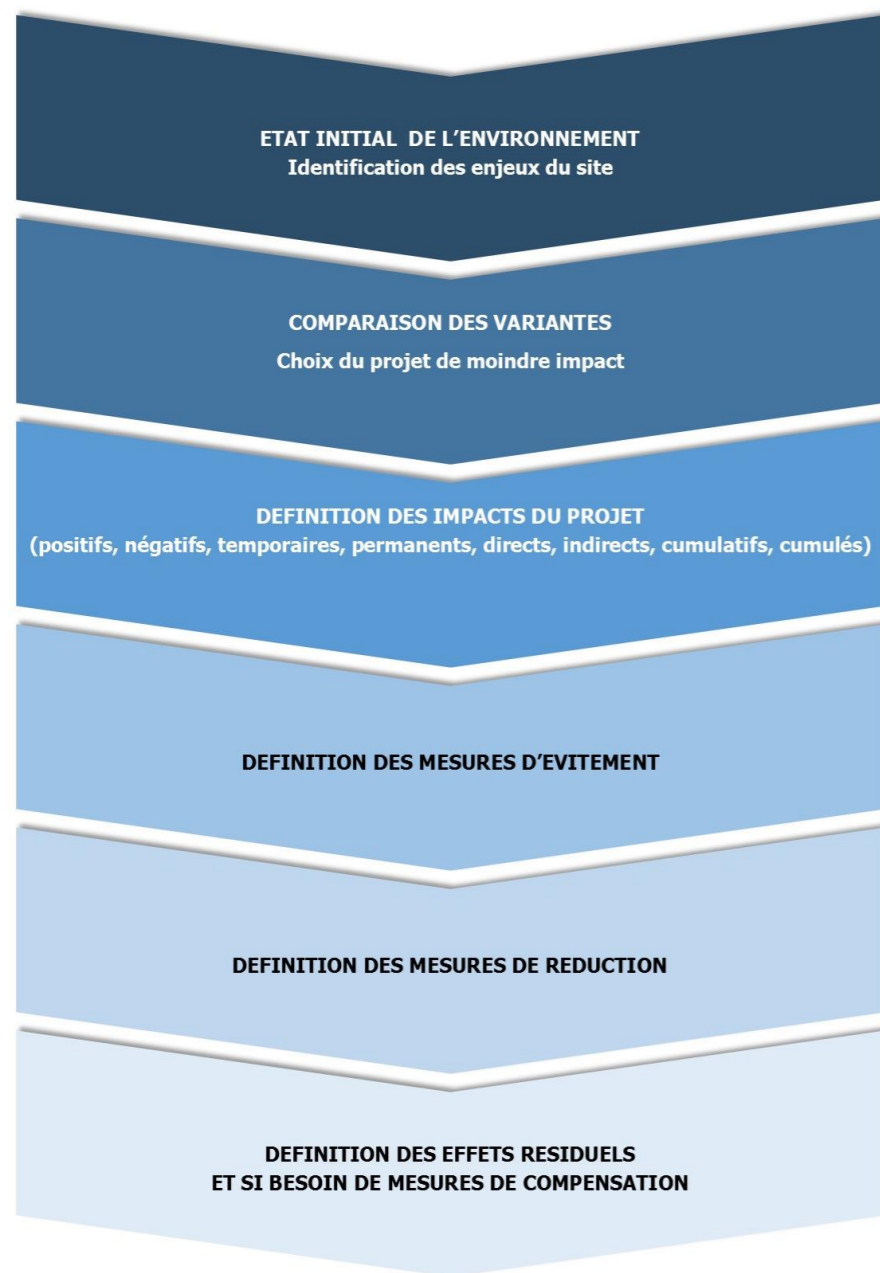 ETAT INITIAL DE L’ENVIRONNEMENT
Identification des enjeux du site
COMPARAISON DES VARIANTES
Choix du projet de moindre impact
DEFINITION DES IMPACTS DU PROJET
(positifs, négatifs, temporaires, permanents, directs, indirects, cumulatifs, cumulés)
DEFINITION DES MESURES D’EVITEMENT
DEFINITION DES MESURES DE REDUCTION
DEFINITION DES EFFETS RESIDUELS
ET SI BESOIN DE MESURES DE COMPENSATION